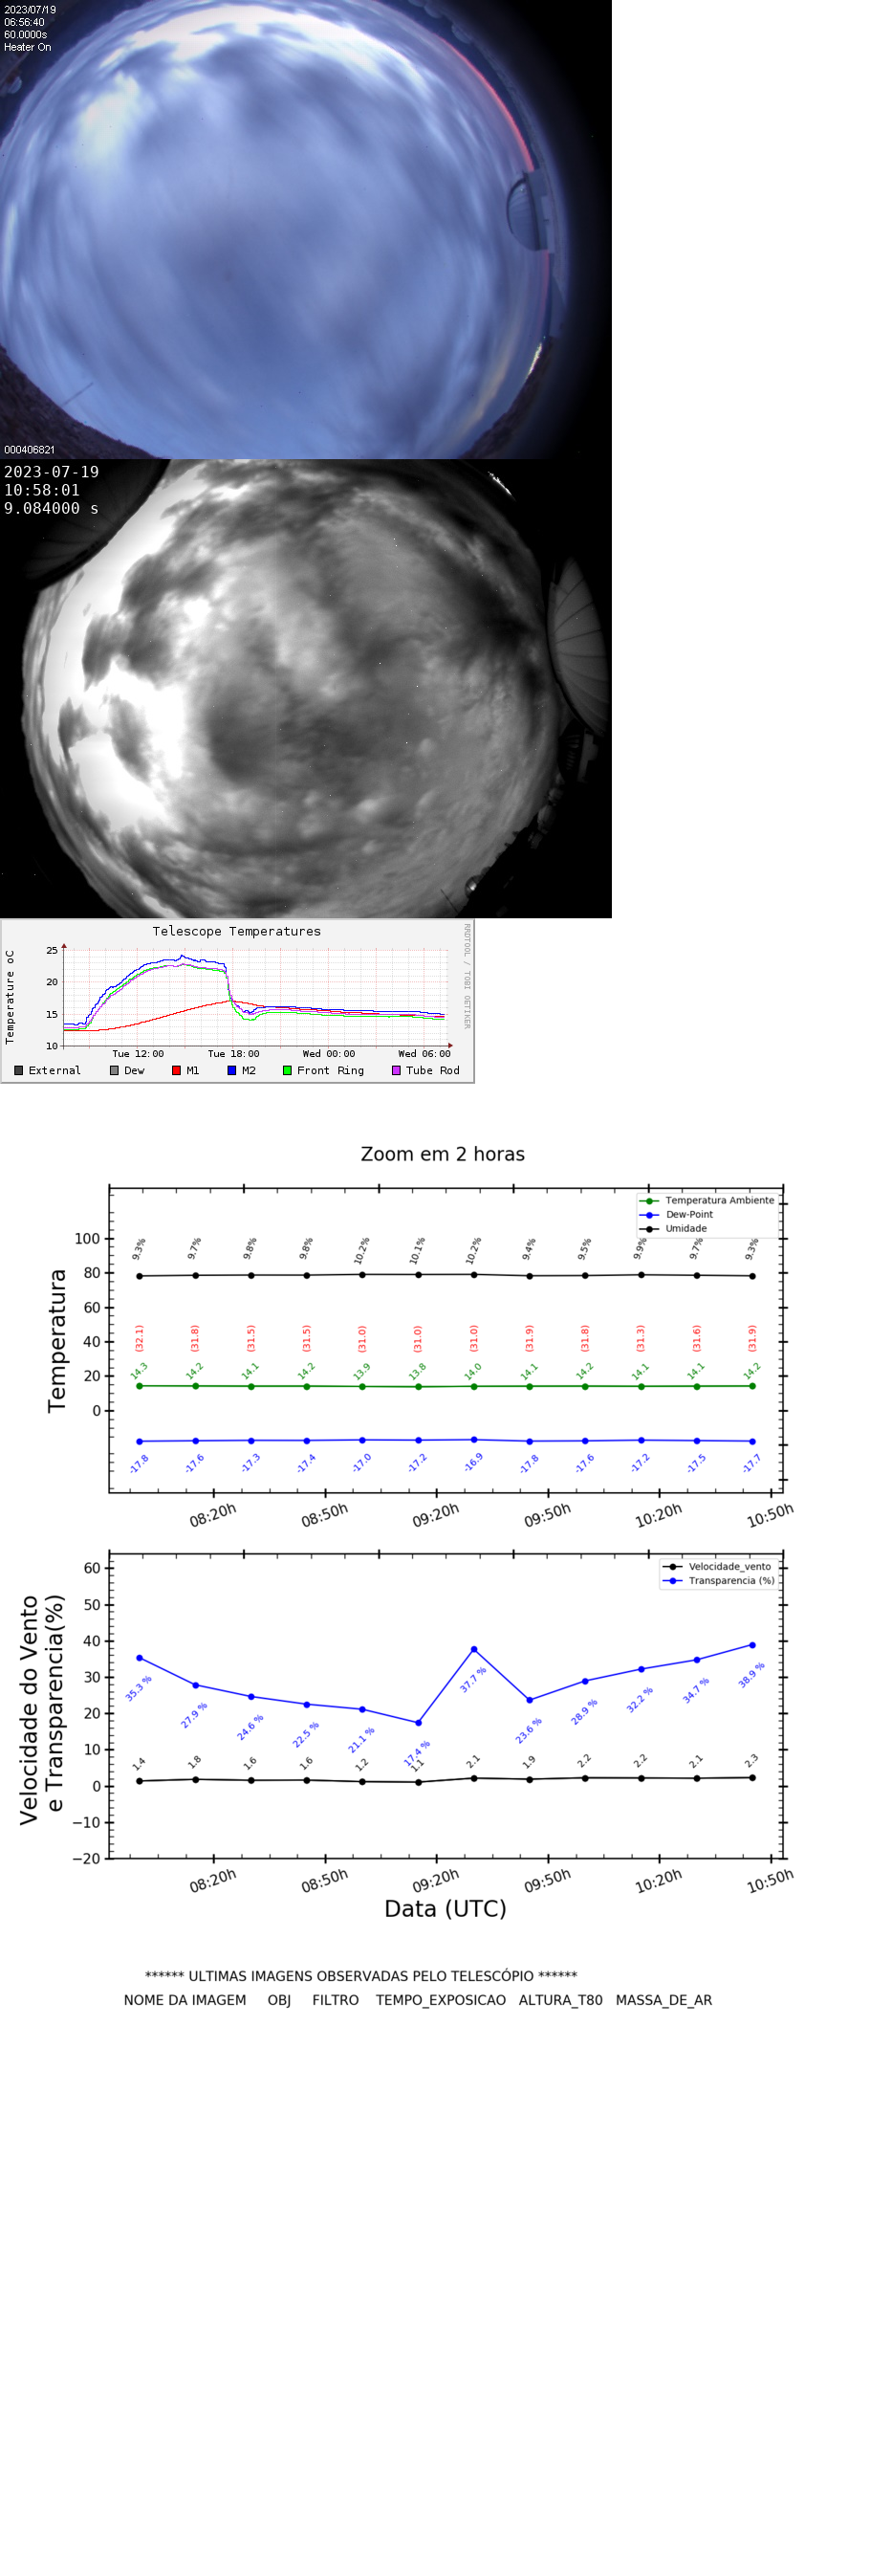 2023/07/19
06:56:40
60.0000s
Heater On
000406821
2023-07-19
10:58:01
9.084000 s
Telescope Temperatures
RRDTOOL / TOBI OETIKER
Temperature oC
25
20
15
10
Tue 12:00 Tue 18:00 Wed 00:00 Wed 06:00
External Dew M1 M2 Front Ring Tube Rod
Zoom em 2 horas
Temperatura Ambiente
Dew-Point
Umidade
Temperatura
100
80
60
40
20
0
9.3% 9.7% 9.8% 9.8% 10.2% 10.1% 10.2% 9.4% 9.5% 9.9% 9.7% 9.3%
(32.1) (31.8) (31.5) (31.5) (31.0) (31.0) (31.0) (31.9) (31.8) (31.3) (31.6) (31.9)
14.3 14.2 14.1 14.2 13.9 13.8 14.0 14.1 14.2 14.1 14.1 14.2
-17.8 -17.6 -17.3 -17.4 -17.0 -17.2 -16.9 -17.8 -17.6 -17.2 -17.5 -17.7
08:20h 08:50h 09:20h 09:50h 10:20h 10:50h
Velocidade_vento
Transparencia (%)
Velocidade do Vento
e Transparencia(%)
60
50
40
30
20
10
0
−10
−20
35.3 % 27.9 % 24.6 % 22.5 % 21.1 % 17.4 % 37.7 % 23.6 % 28.9 % 32.2 % 34.7 % 38.9 %
1.4 1.8 1.6 1.6 1.2 1.1 2.1 1.9 2.2 2.2 2.1 2.3
08:20h 08:50h 09:20h 09:50h 10:20h 10:50h
Data (UTC)
****** ULTIMAS IMAGENS OBSERVADAS PELO TELESCÓPIO ******
NOME DA IMAGEM OBJ FILTRO TEMPO_EXPOSICAO ALTURA_T80 MASSA_DE_AR